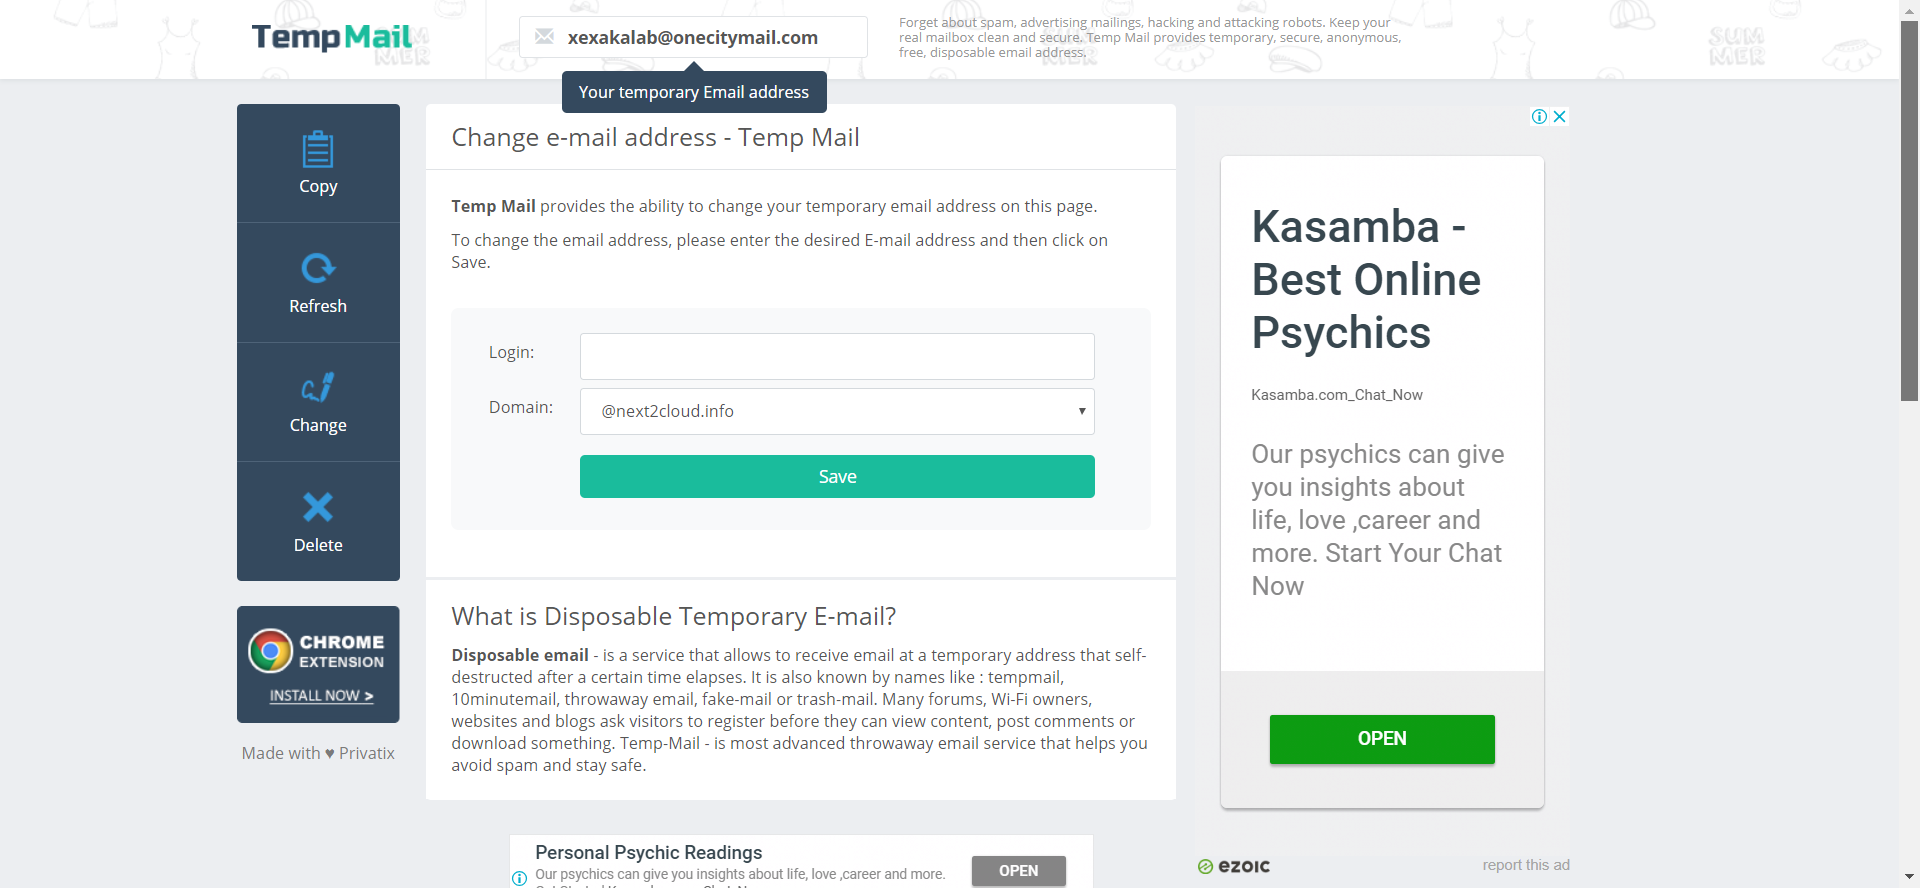 TempMail
xexakalab@onecitymail.com
Your temporary Email address
Forget about spam, advertising mailings, hacking and attacking robots. Keep your
real mailbox clean and secure. Temp Mail provides temporary, secure, anonymous,
free, disposable email address.
SUMMER
SUMMER
SUMMER
Copy
Refresh
Change
Delete
CHROME
EXTENSION
INSTALL NOW >
Made with ♥ Privatix
Change e-mail address - Temp Mail
Temp Mail provides the ability to change your temporary email address on this page.
To change the email address, please enter the desired E-mail address and then click on
Save.
Login:
Domain:
@next2cloud.info
Save
What is Disposable Temporary E-mail?
Disposable email - is a service that allows to receive email at a temporary address that self-
destructed after a certain time elapses. It is also known by names like : tempmail,
10minutemail, throwaway email, fake-mail or trash-mail. Many forums, Wi-Fi owners,
websites and blogs ask visitors to register before they can view content, post comments or
download something. Temp-Mail - is most advanced throwaway email service that helps you
avoid spam and stay safe.
Personal Psychic Readings
Our psychics can give you insights about life, love ,career and more.
OPEN
Kasamba -
Best Online
Psychics
Kasamba.com_Chat_Now
Our psychics can give
you insights about
life, love ,career and
more. Start Your Chat
Now
OPEN
ezoic
report this ad